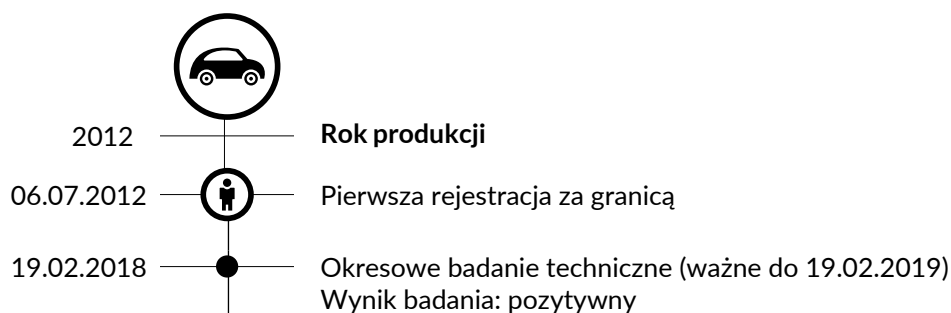 2012 Rok produkcji
06.07.2012 Pierwsza rejestracja za granicą
19.02.2018 Okresowe badanie techniczne (ważne do 19.02.2019)
Wynik badania: pozytywny